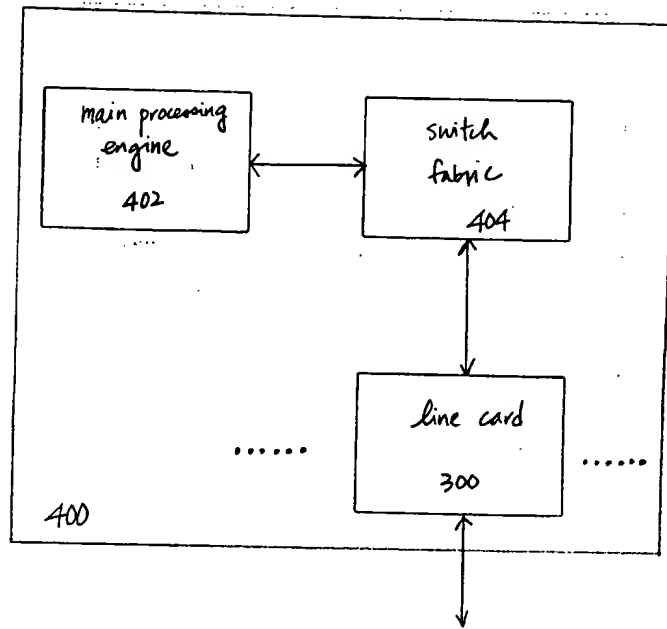 main processing
engine
402
switch
fabric
404
line card
300
400